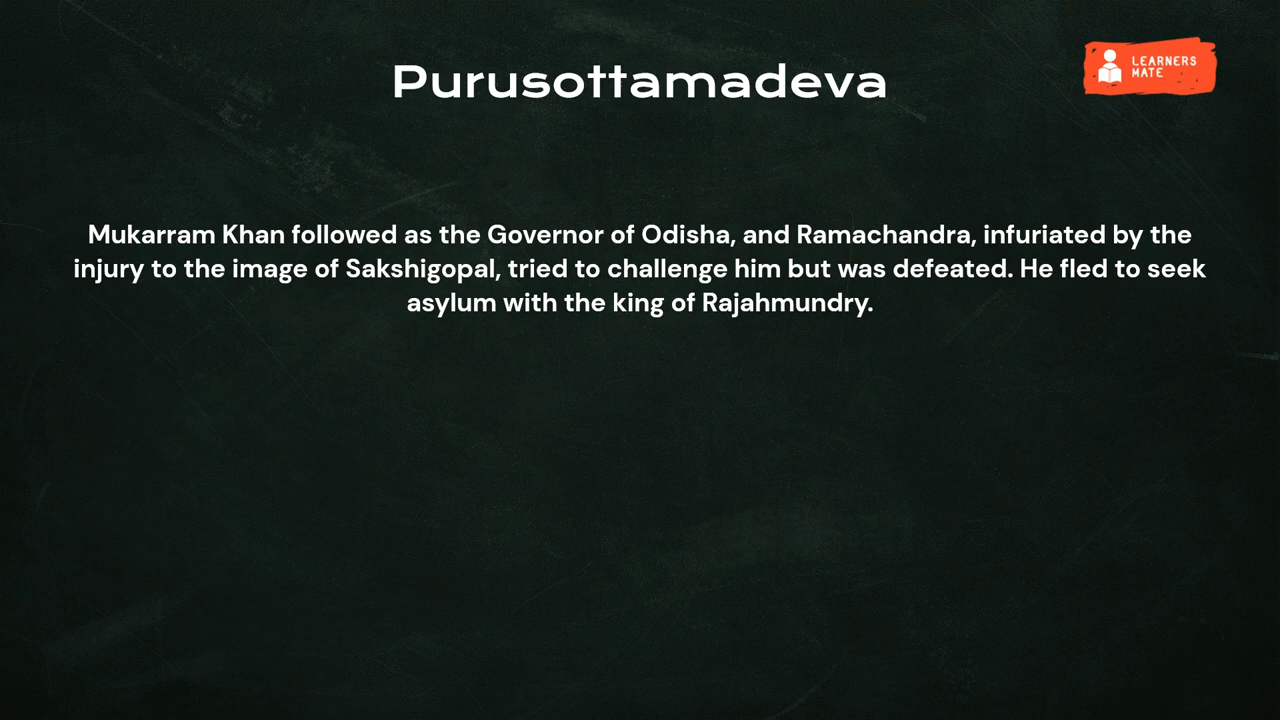 Purusottamadeva
LEARNERS
MATE
Mukarram Khan followed as the Governor of Odisha, and Ramachandra, infuriated by the
injury to the image of Sakshigopal, tried to challenge him but was defeated. He fled to seek
asylum with the king of Rajahmundry.